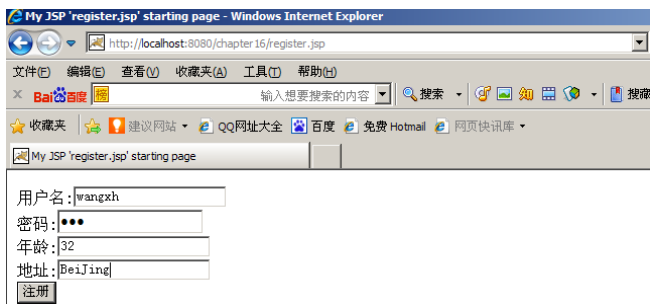 My JSP 'register.jsp' starting page - Windows Internet Explorer
http://localhost:8080/chapter16/register.jsp
文件(F) 编辑(E) 查看(V) 收藏夹(A) 工具(T) 帮助(H)
× Bai百度 输入想要搜索的内容 搜索 搜藏
收藏夹 建议网站 QQ网址大全 百度 免费 Hotmail 网页快讯库
My JSP 'register.jsp' starting page
用户名:wangxh
密码:●●●
年龄:32
地址:BeiJing
注册